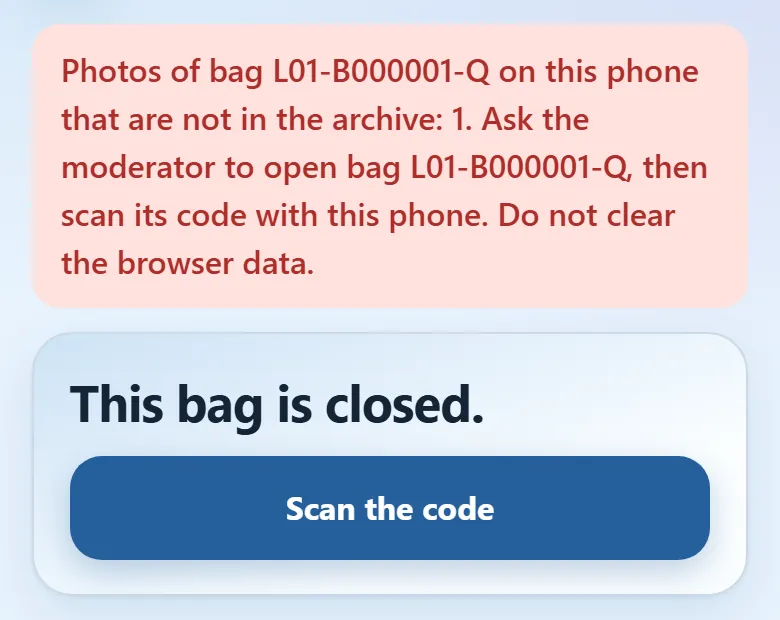 Photos of bag L01-B000001-Q on this phone
that are not in the archive: 1. Ask the
moderator to open bag L01-B000001-Q, then
scan its code with this phone. Do not clear
the browser data.
This bag is closed.
Scan the code